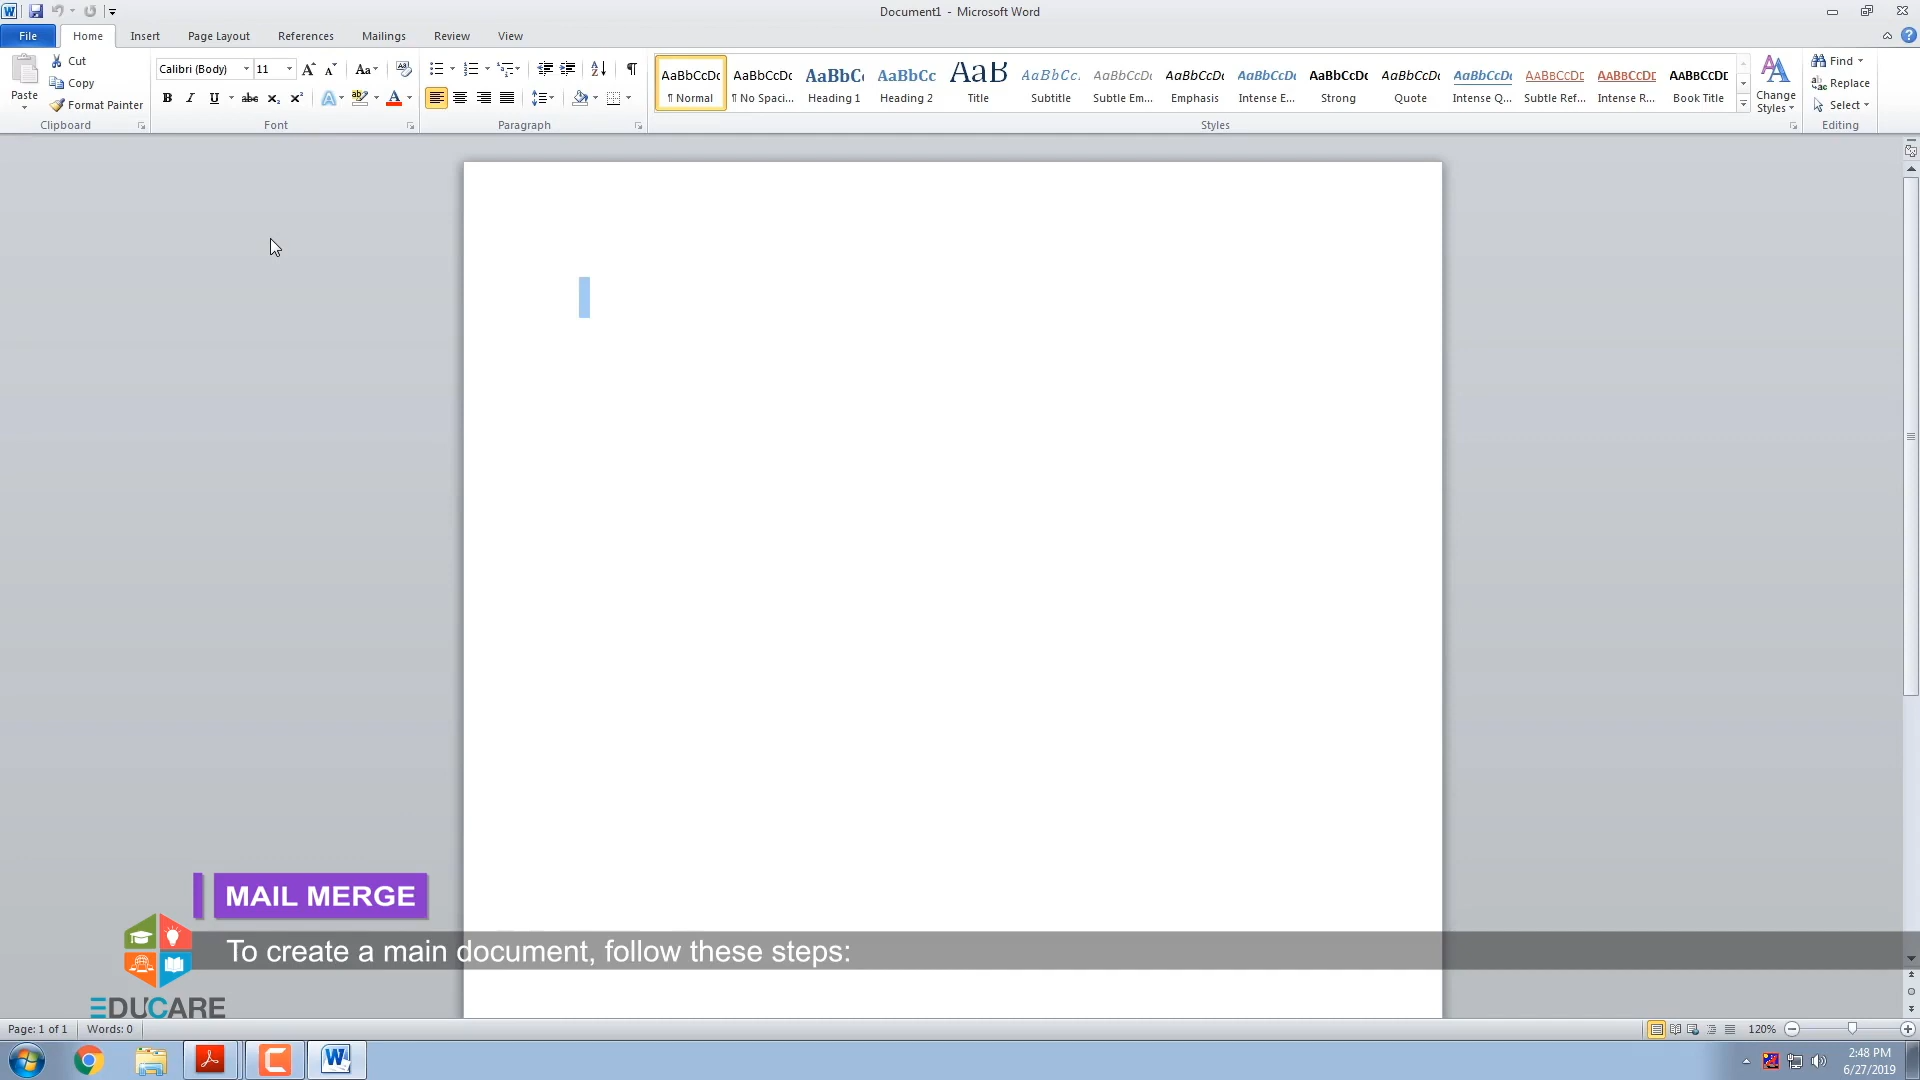 Document1 - Microsoft Word
File Home Insert Page Layout References Mailings Review View
Paste
Cut
Copy
Format Painter
Clipboard
Calibri (Body) 11
Font
Paragraph
AaBbCcDc AaBbCcDc AaBbCc AaBbCc AaB AaBbCc. AaBbCcDc AaBbCcDc AaBbCcDc AaBbCcDc AaBbCcDc AaBbCcDc AaBbCcDc AaBbCcDc AaBbCcDc
¶ Normal ¶ No Spaci... Heading 1 Heading 2 Title Subtitle Subtle Em... Emphasis Intense E... Strong Quote Intense Q... Subtle Ref... Intense R... Book Title
Styles
Change
Styles
Find
Replace
Select
Editing
MAIL MERGE
To create a main document, follow these steps:
EDUCARE
Page: 1 of 1 Words: 0
120%
2:48 PM
6/27/2019